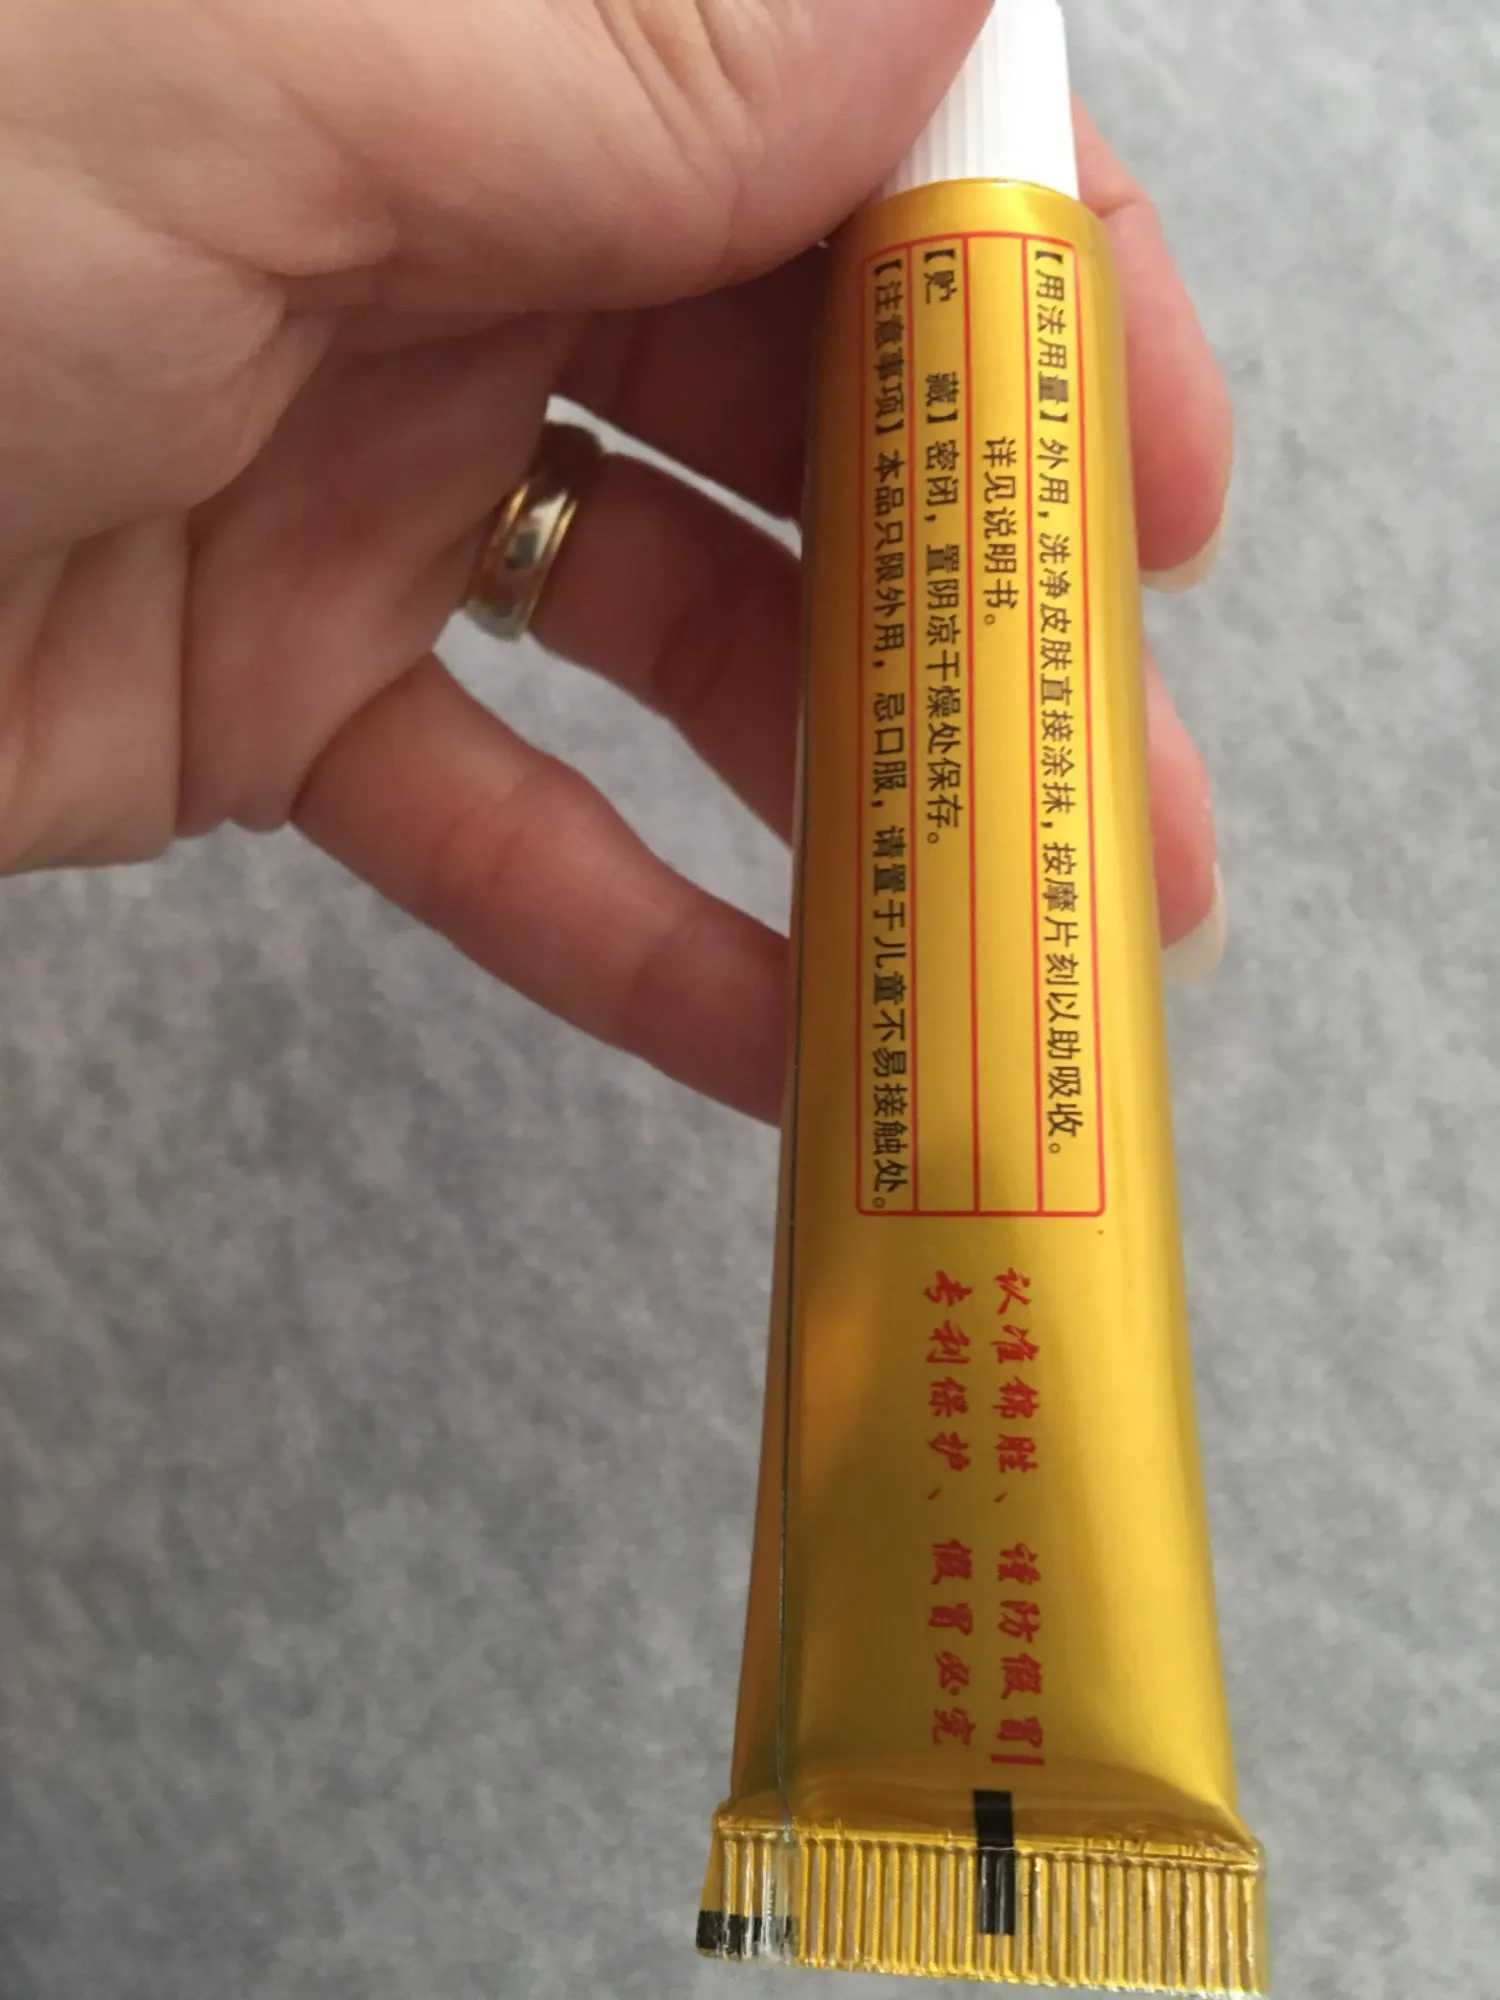 【用法用量】外用，洗净皮肤直接涂抹，按摩片刻以助吸收。
详见说明书。
【贮 藏】密闭，置阴凉干燥处保存。
【注意事项】本品只限外用，忌口服，请置于儿童不易接触处。
认准锦胜、谨防假冒！
专利保护、假冒必究